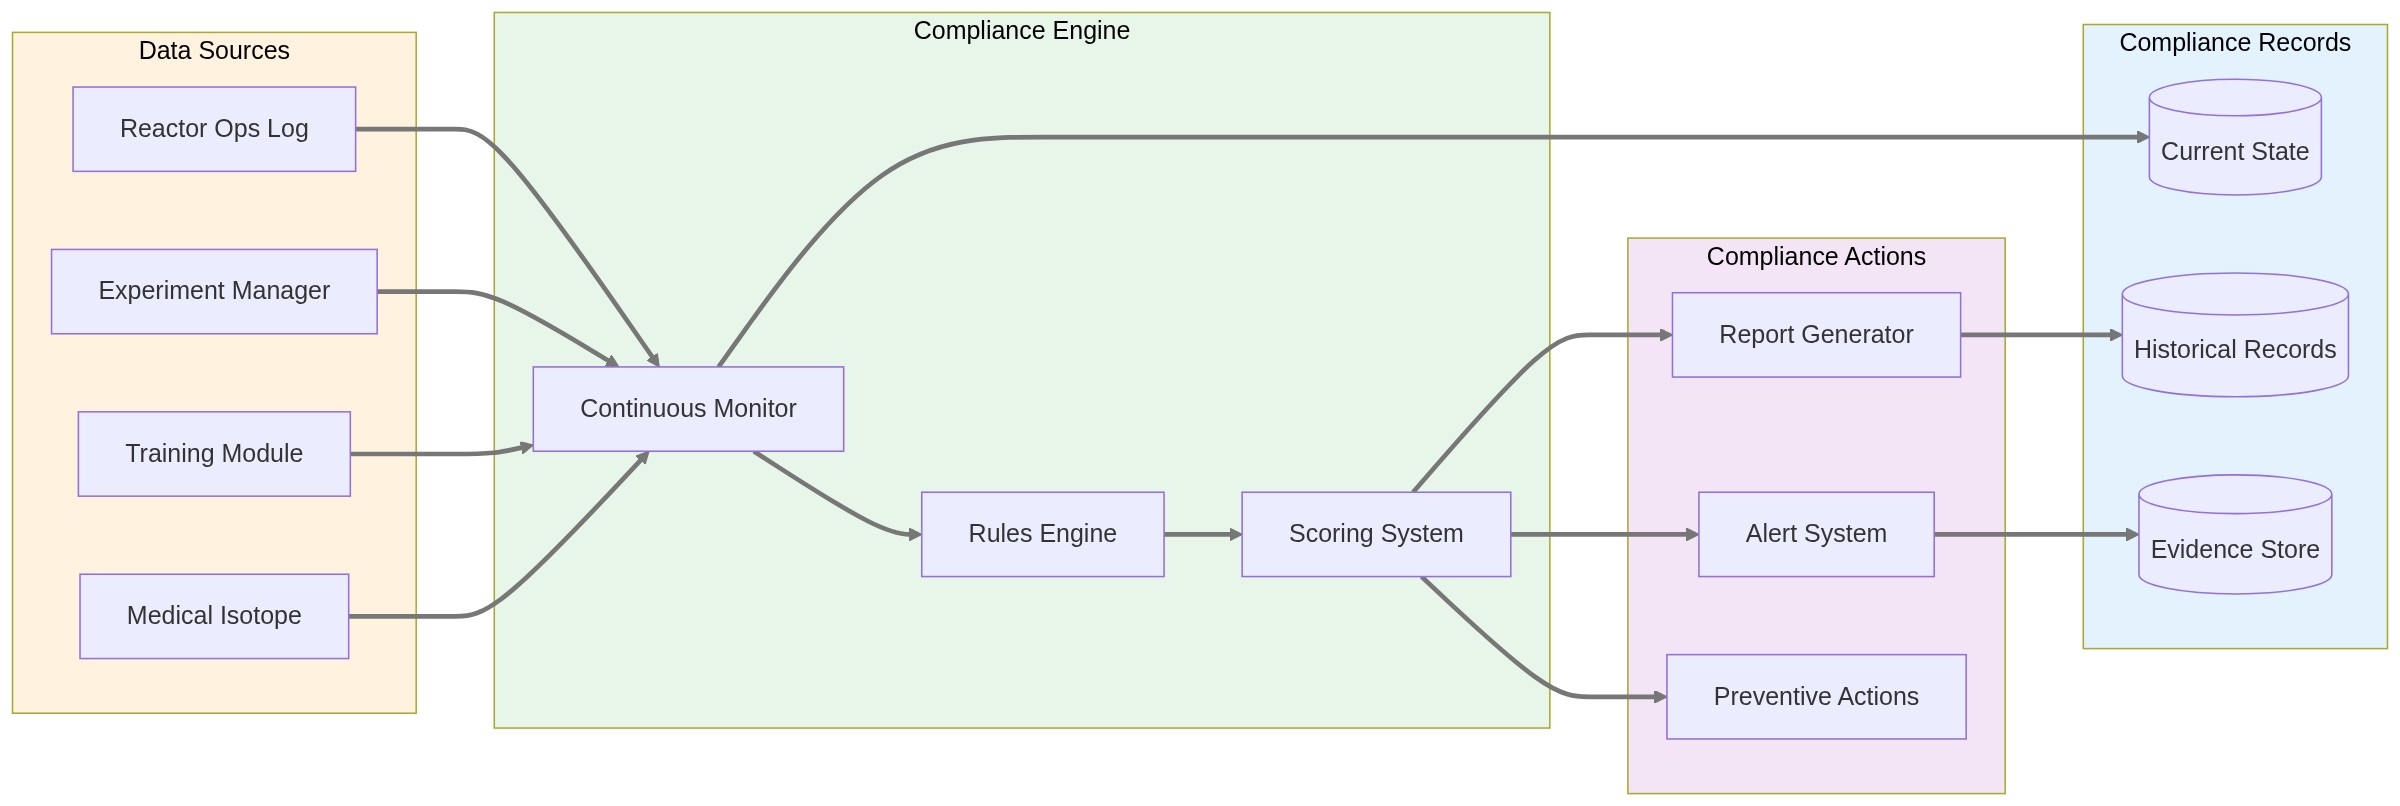 Data Sources
Reactor Ops Log
Experiment Manager
Training Module
Medical Isotope
Compliance Engine
Continuous Monitor
Rules Engine
Scoring System
Compliance Actions
Report Generator
Alert System
Preventive Actions
Compliance Records
Current State
Historical Records
Evidence Store